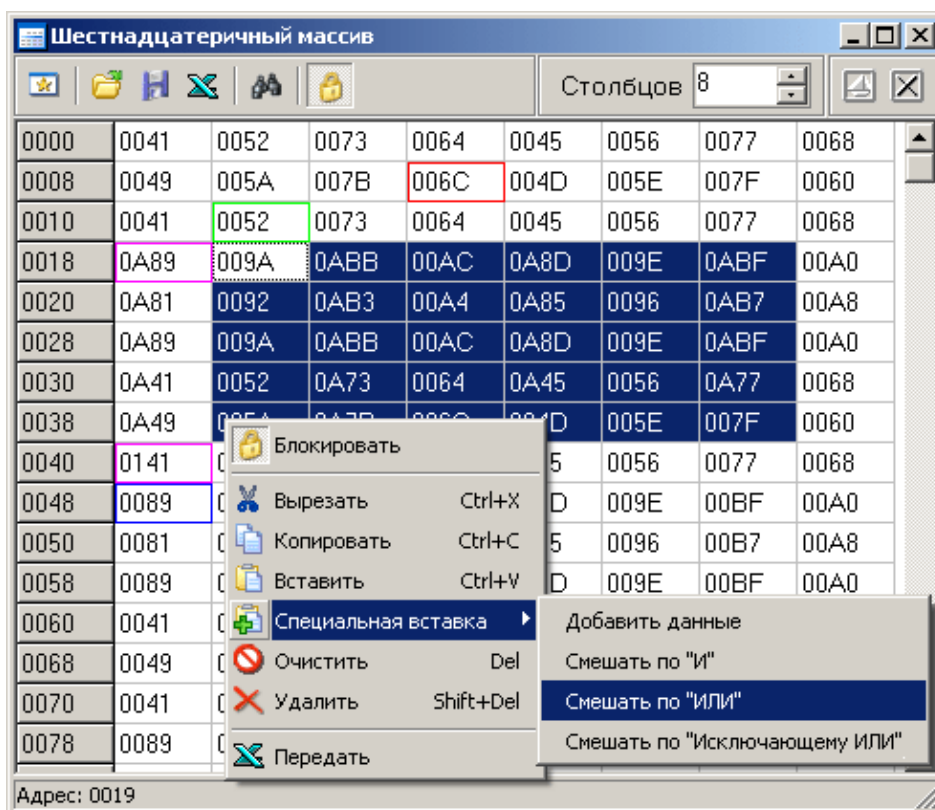 Шестнадцатеричный массив
Столбцов 8
0000 0041 0052 0073 0064 0045 0056 0077 0068
0008 0049 005A 007B 006C 004D 005E 007F 0060
0010 0041 0052 0073 0064 0045 0056 0077 0068
0018 0A89 009A 0ABB 00AC 0A8D 009E 0ABF 00A0
0020 0A81 0092 0AB3 00A4 0A85 0096 0AB7 00A8
0028 0A89 009A 0ABB 00AC 0A8D 009E 0ABF 00A0
0030 0A41 0052 0A73 0064 0A45 0056 0A77 0068
0038 0A49 005E 007F 0060
0040 0141 0056 0077 0068
0048 0089 009E 00BF 00A0
0050 0081 0096 00B7 00A8
0058 0089 009E 00BF 00A0
0060 0041
0068 0049
0070 0041
0078 0089
Блокировать
Вырезать Ctrl+X
Копировать Ctrl+C
Вставить Ctrl+V
Специальная вставка
Очистить Del
Удалить Shift+Del
Передать
Добавить данные
Смешать по "И"
Смешать по "ИЛИ"
Смешать по "Исключающему ИЛИ"
Адрес: 0019